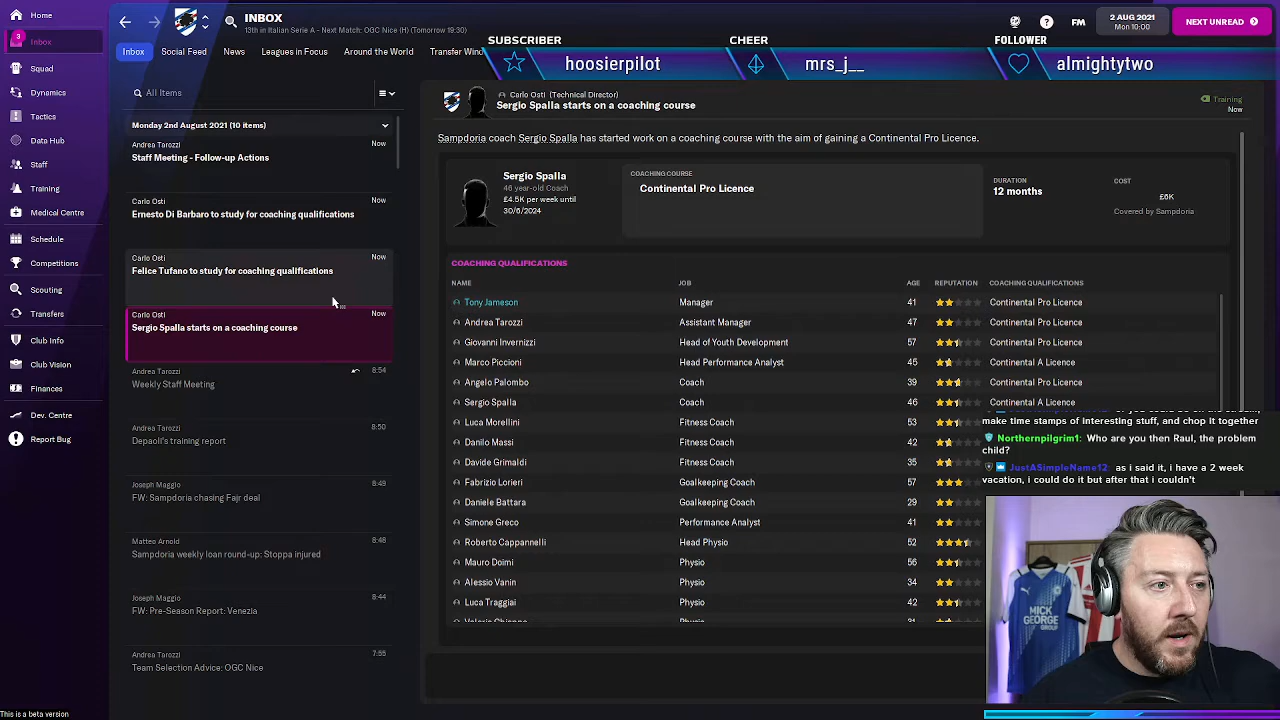 Home
3
Inbox
Squad
Dynamics
Tactics
Data Hub
Staff
Training
Medical Centre
Schedule
Competitions
Scouting
Transfers
Club Info
Club Vision
Finances
Dev. Centre
Report Bug
This is a beta version
INBOX
13th in Italian Serie A - Next Match: OGC Nice (H) (Tomorrow 19:30)
FM
2 AUG 2021
Mon 10:00
NEXT UNREAD
Inbox
Social Feed
News
Leagues in Focus
Around the World
Transfer Wind
SUBSCRIBER
hoosierpilot
CHEER
mrs_j__
FOLLOWER
almightytwo
All Items
Monday 2nd August 2021 (10 items)
Andrea Tarozzi
Now
Staff Meeting - Follow-up Actions
Carlo Osti
Now
Ernesto Di Barbaro to study for coaching qualifications
Carlo Osti
Now
Felice Tufano to study for coaching qualifications
Carlo Osti
Now
Sergio Spalla starts on a coaching course
Andrea Tarozzi
8:54
Weekly Staff Meeting
Andrea Tarozzi
8:50
Depaoli's training report
Joseph Maggio
8:49
FW: Sampdoria chasing Fajr deal
Matteo Arnold
8:48
Sampdoria weekly loan round-up: Stoppa injured
Joseph Maggio
8:44
FW: Pre-Season Report: Venezia
Andrea Tarozzi
7:55
Team Selection Advice: OGC Nice
Carlo Osti (Technical Director)
Sergio Spalla starts on a coaching course
Training
Now
Sampdoria coach Sergio Spalla has started work on a coaching course with the aim of gaining a Continental Pro Licence.
Sergio Spalla
46 year-old Coach
£4.5K per week until
30/6/2024
COACHING COURSE
Continental Pro Licence
DURATION
12 months
COST
£6K
Covered by Sampdoria
COACHING QUALIFICATIONS
NAME JOB AGE REPUTATION COACHING QUALIFICATIONS
Tony Jameson Manager 41 Continental Pro Licence
Andrea Tarozzi Assistant Manager 47 Continental Pro Licence
Giovanni Invernizzi Head of Youth Development 57 Continental Pro Licence
Marco Piccioni Head Performance Analyst 45 Continental A Licence
Angelo Palombo Coach 39 Continental Pro Licence
Sergio Spalla Coach 46 Continental A Licence
Luca Morellini Fitness Coach 53
Danilo Massi Fitness Coach 42
Davide Grimaldi Fitness Coach 35
Fabrizio Lorieri Goalkeeping Coach 57
Daniele Battara Goalkeeping Coach 29
Simone Greco Performance Analyst 41
Roberto Cappannelli Head Physio 52
Mauro Doimi Physio 56
Alessio Vanin Physio 34
Luca Traggiai Physio 42
make time stamps of interesting stuff, and chop it together
Northernpilgrim1: Who are you then Raul, the problem
child?
JustASimpleName12: as i said it, i have a 2 week
vacation, i could do it but after that i couldn't
MICK
GEORGE
GROUP